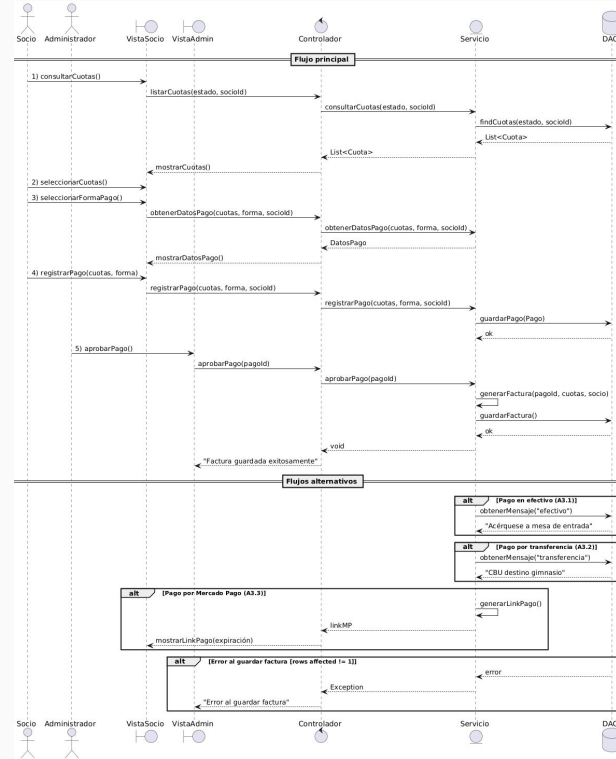 Socio Administrador VistaSocio VistaAdmin Controlador Servicio DAO
Flujo principal
1) consultarCuotas()
listarCuotas(estado, socioId)
consultarCuotas(estado, socioId)
findCuotas(estado, socioId)
List<Cuota>
List<Cuota>
mostrarCuotas()
2) seleccionarCuotas()
3) seleccionarFormaPago()
obtenerDatosPago(cuotas, forma, socioId)
obtenerDatosPago(cuotas, forma, socioId)
DatosPago
mostrarDatosPago()
4) registrarPago(cuotas, forma)
registrarPago(cuotas, forma, socioId)
registrarPago(cuotas, forma, socioId)
guardarPago(Pago)
ok
5) aprobarPago()
aprobarPago(pagoId)
aprobarPago(pagoId)
generarFactura(pagoId, cuotas, socio)
guardarFactura()
ok
void
"Factura guardada exitosamente"
Flujos alternativos
alt [Pago en efectivo (A3.1)]
obtenerMensaje("efectivo")
"Acérquese a mesa de entrada"
alt [Pago por transferencia (A3.2)]
obtenerMensaje("transferencia")
"CBU destino gimnasio"
alt [Pago por Mercado Pago (A3.3)]
generarLinkPago()
linkMP
mostrarLinkPago(expiración)
alt [Error al guardar factura [rows affected != 1]]
error
Exception
"Error al guardar factura"
Socio Administrador VistaSocio VistaAdmin Controlador Servicio DAO